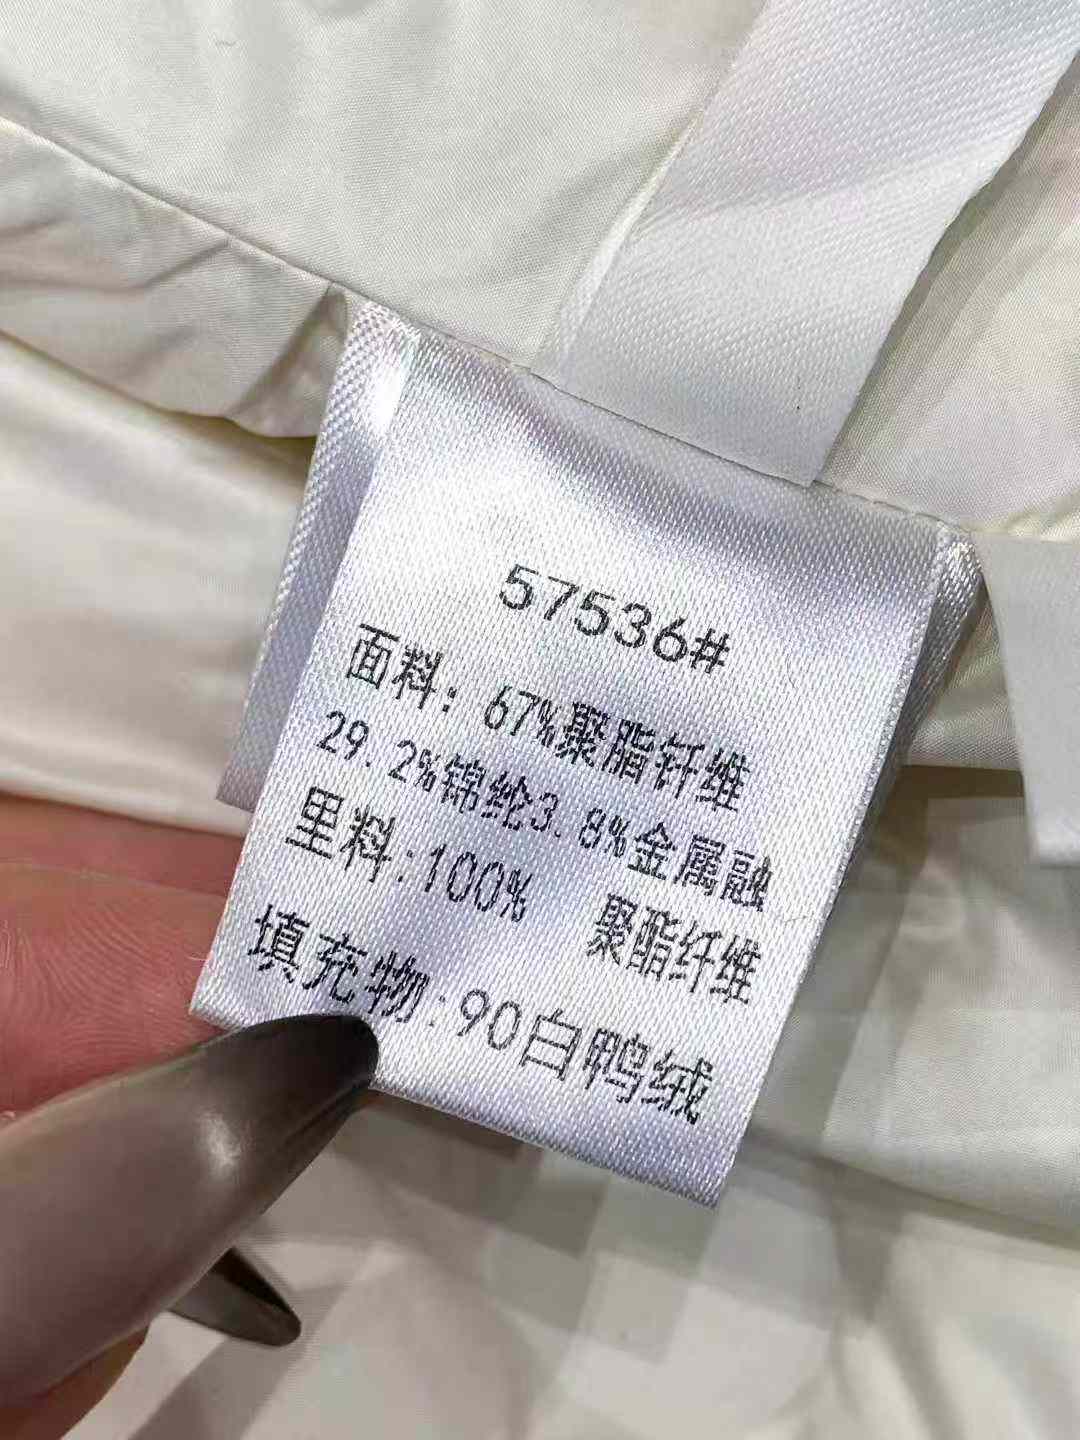 57536#
面料: 67%聚脂钎维
29.2%锦纶3.8%金属融
里料:100% 聚酯纤维
填充物:90白鸭绒